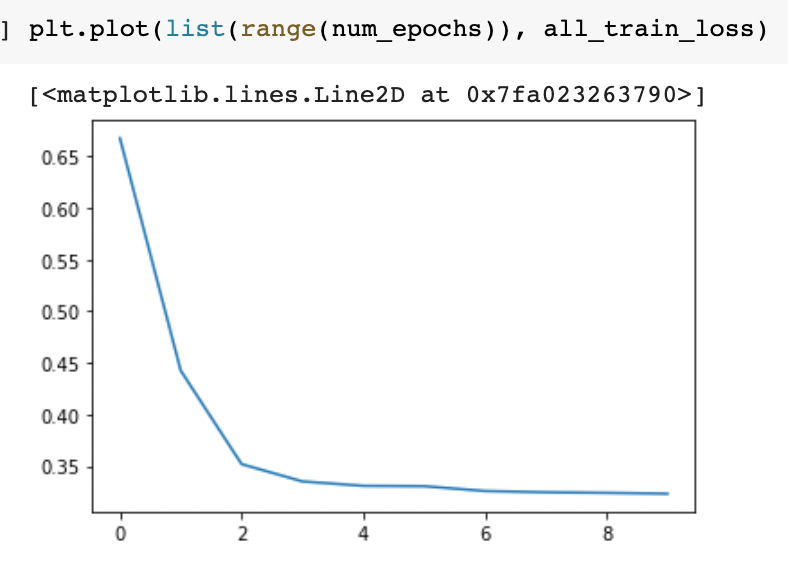 ] plt.plot(list(range(num_epochs)), all_train_loss)
[<matplotlib.lines.Line2D at 0x7fa023263790>]
0.65
0.60
0.55
0.50
0.45
0.40
0.35
0 2 4 6 8